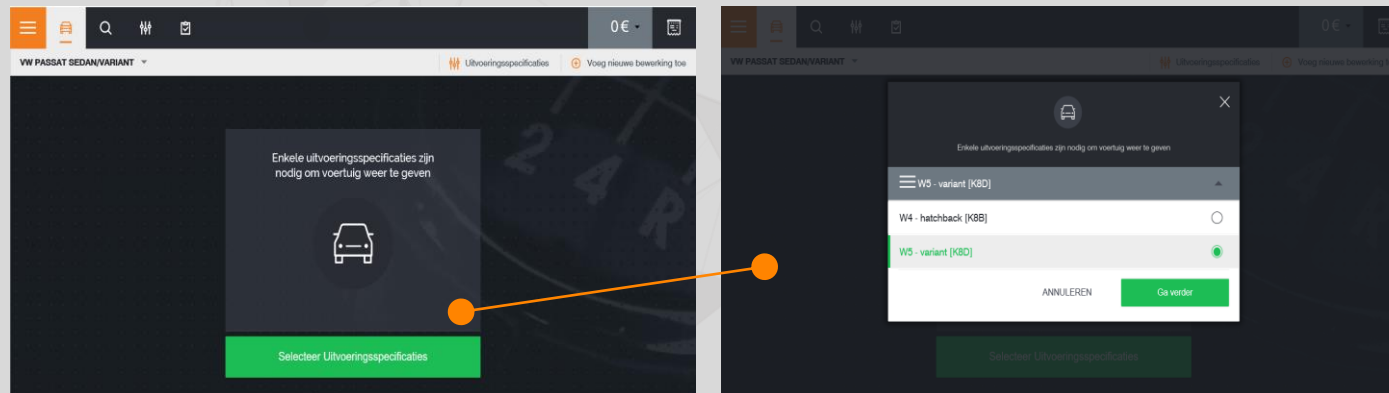 0 €
VW PASSAT SEDAN/VARIANT
Uitvoeringsspecificaties
Voeg nieuwe bewerking toe
Enkele uitvoeringsspecificaties zijn
nodig om voertuig weer te geven
2 4 R
Selecteer Uitvoeringsspecificaties
0 €
VW PASSAT SEDAN/VARIANT
Uitvoeringsspecificaties
Voeg nieuwe bewerking t
Enkele uitvoeringsspecificaties zijn nodig om voertuig weer te geven
W5 - variant [K8D]
W4 - hatchback [K8B]
W5 - variant [K8D]
ANNULEREN
Ga verder
Selecteer Uitvoeringsspecificaties